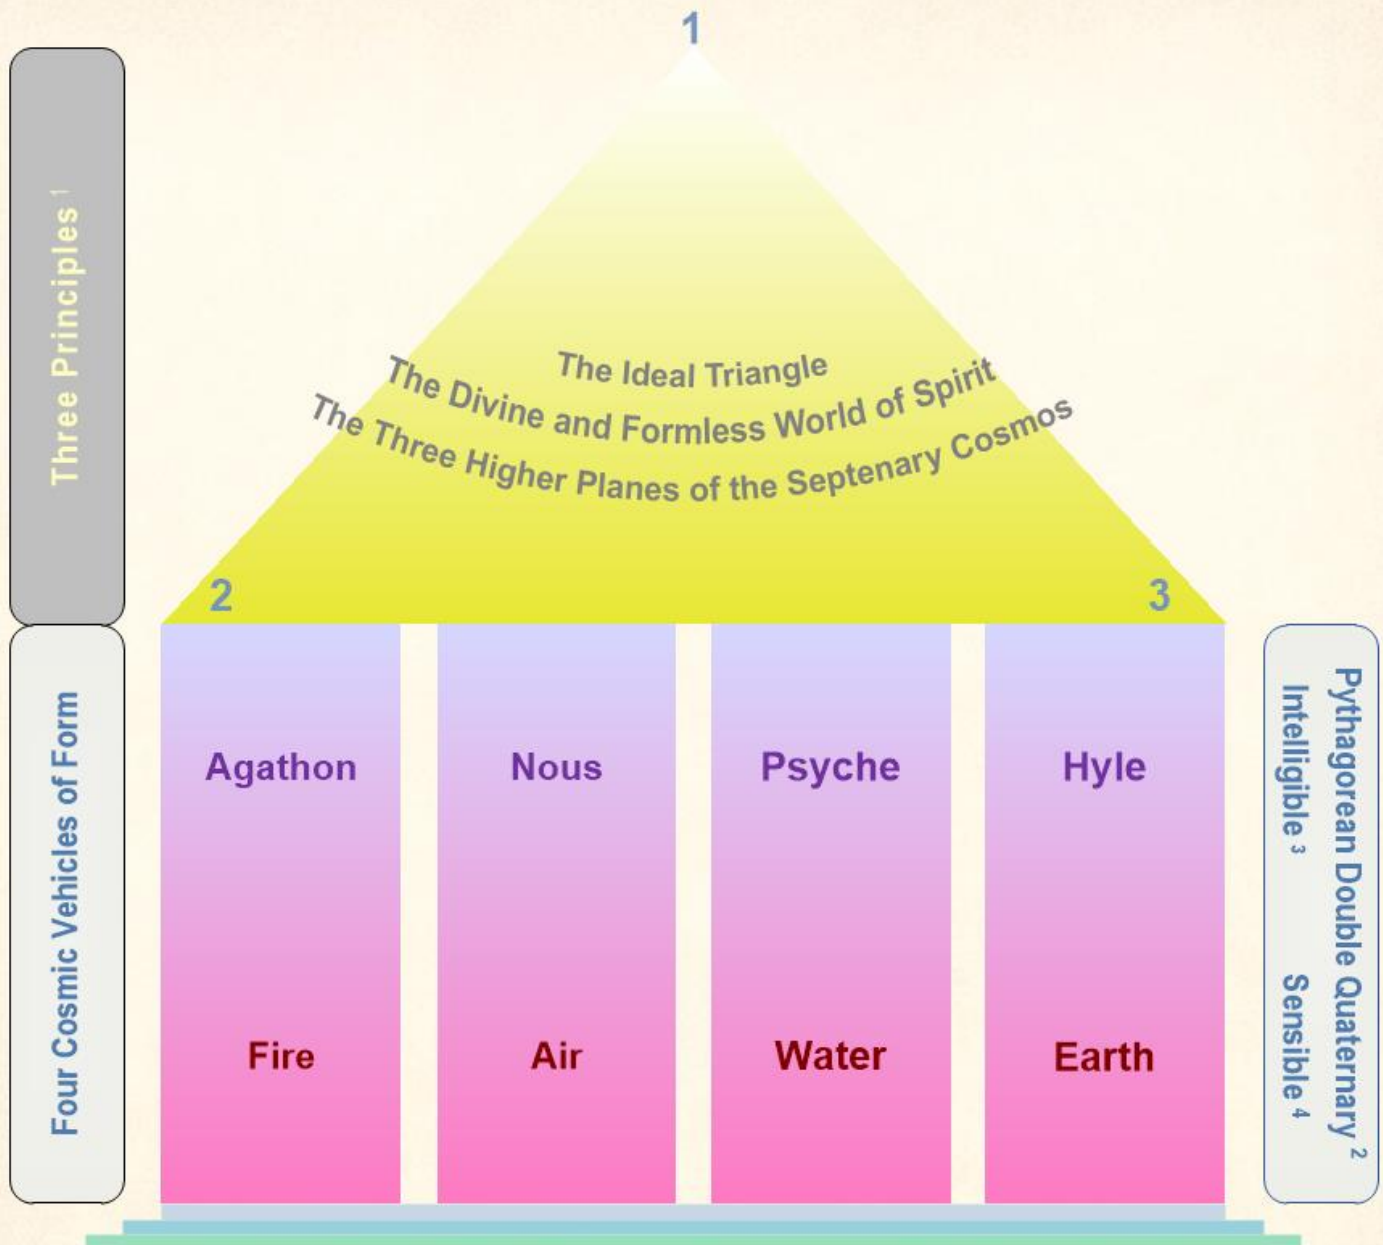 1
Three Principles ¹
The Ideal Triangle
The Divine and Formless World of Spirit
The Three Higher Planes of the Septenary Cosmos
2
3
Four Cosmic Vehicles of Form
Agathon
Nous
Psyche
Hyle
Fire
Air
Water
Earth
Pythagorean Double Quaternary ²
Intelligible ³
Sensible ⁴